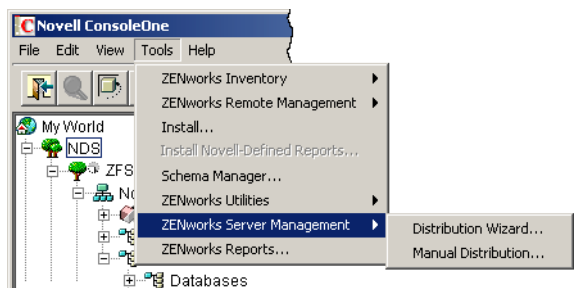 Novell ConsoleOne
File Edit View Tools Help
ZENworks Inventory
ZENworks Remote Management
Install...
Install Novell-Defined Reports...
Schema Manager...
ZENworks Utilities
ZENworks Server Management
ZENworks Reports...
Distribution Wizard...
Manual Distribution...
My World
NDS
ZFS
Databases